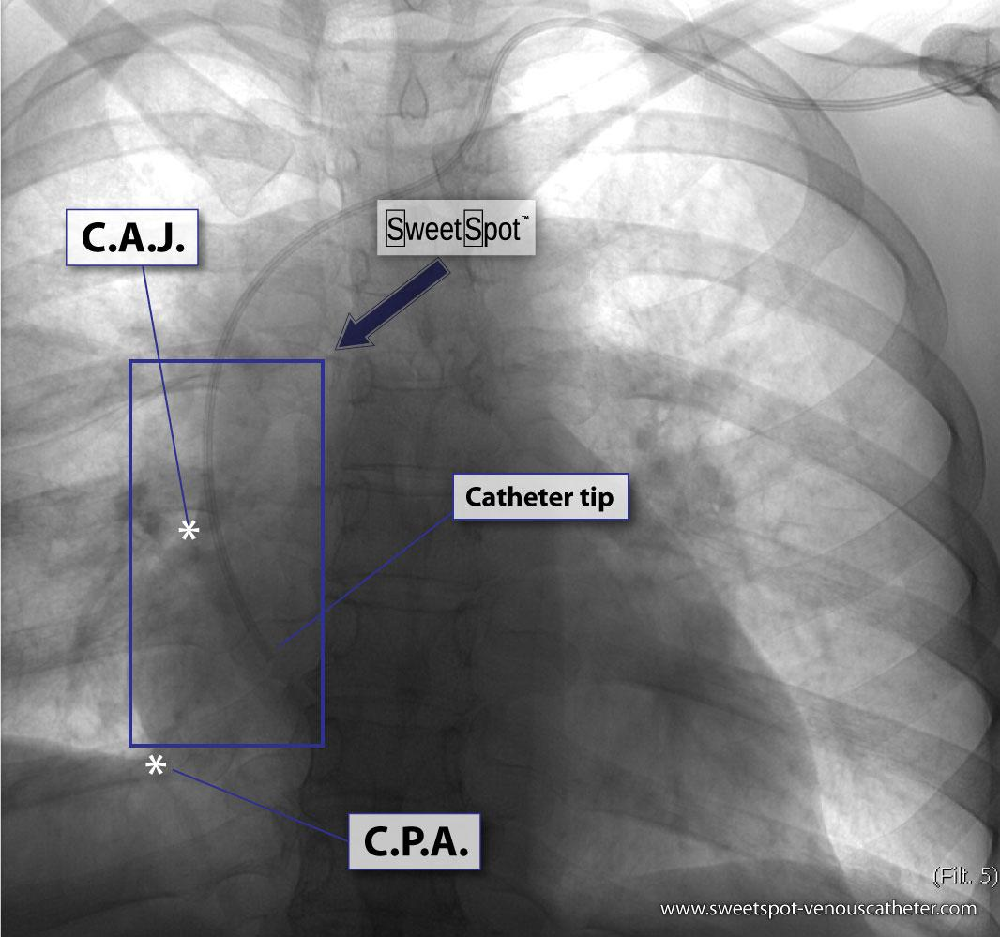 C.A.J.
SweetSpot™
Catheter tip
*
*
C.P.A.
(Filt. 5)
www.sweetspot-venouscatheter.com